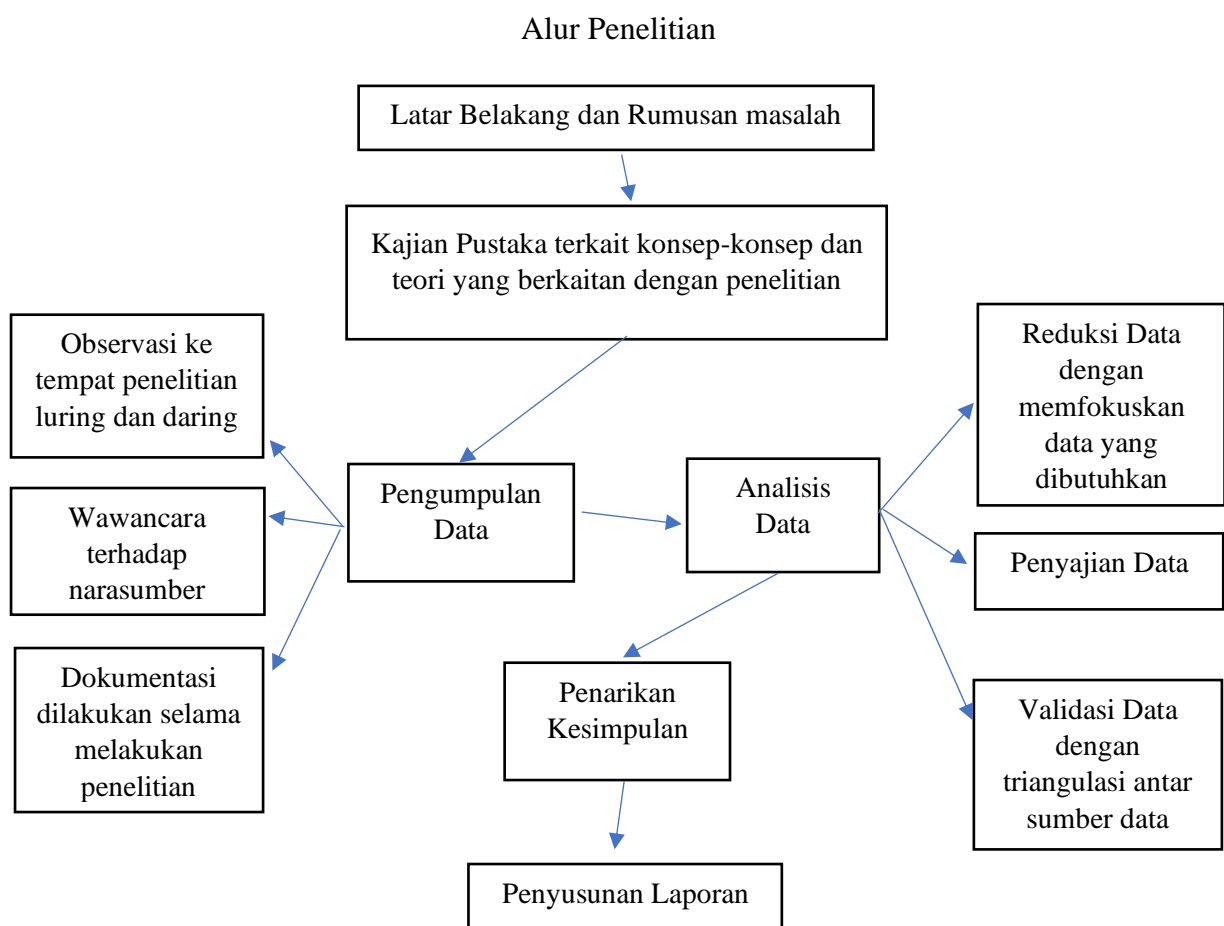 Alur Penelitian
Latar Belakang dan Rumusan masalah
Kajian Pustaka terkait konsep-konsep dan
teori yang berkaitan dengan penelitian
Observasi ke
tempat penelitian
luring dan daring
Wawancara
terhadap
narasumber
Dokumentasi
dilakukan selama
melakukan
penelitian
Pengumpulan
Data
Analisis
Data
Reduksi Data
dengan
memfokuskan
data yang
dibutuhkan
Penyajian Data
Validasi Data
dengan
triangulasi antar
sumber data
Penarikan
Kesimpulan
Penyusunan Laporan